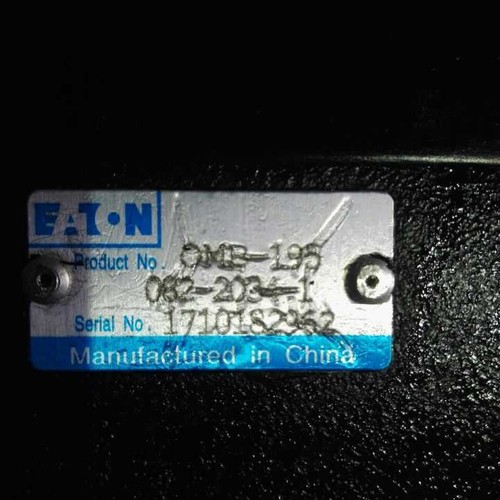 EATON
Product No. OMB-195
062-2034-1
Serial No. 1710182962
Manufactured in China